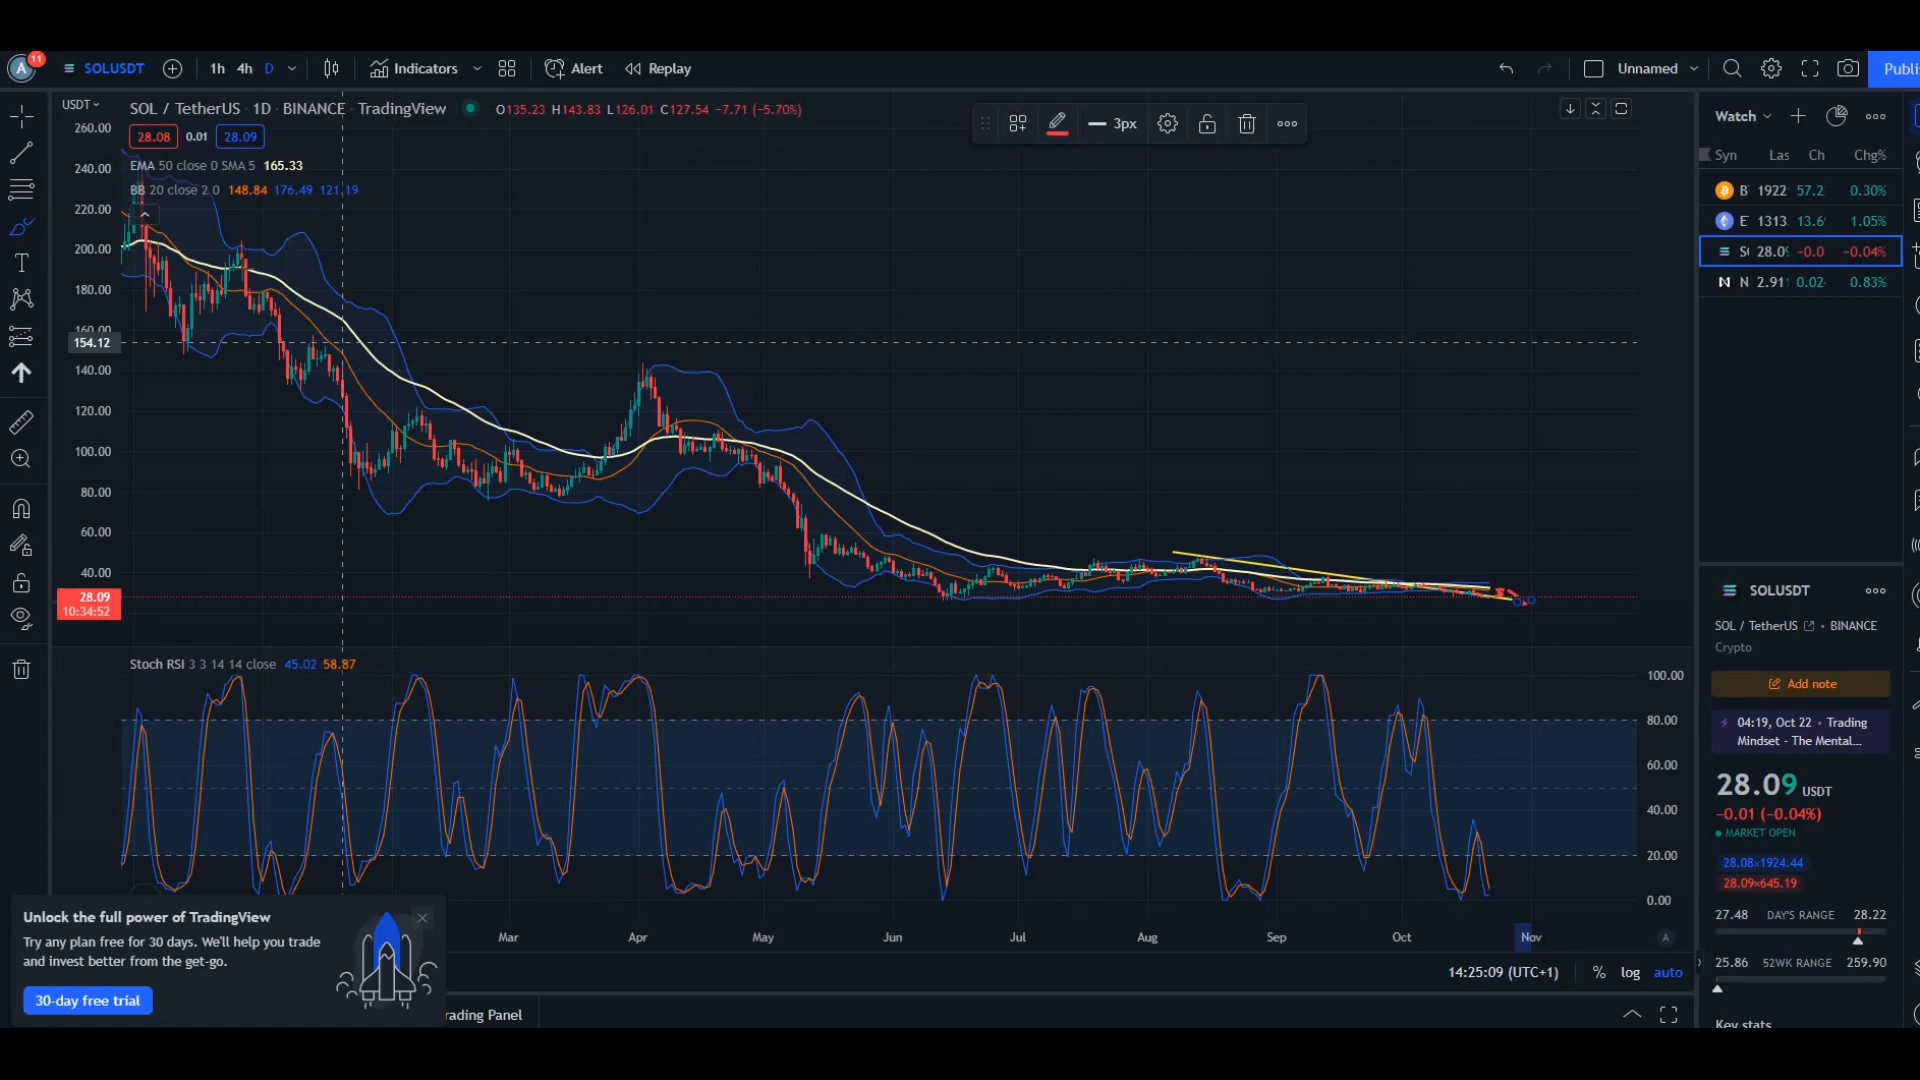 A 11 SOLUSDT 1h 4h D Indicators Alert Replay Unnamed Publi
USDT SOL / TetherUS · 1D · BINANCE · TradingView O135.23 H143.83 L126.01 C127.54 −7.71 (−5.70%)
28.08 0.01 28.09
EMA 50 close 0 SMA 5 165.33
BB 20 close 2 0 148.84 176.49 121.19
3px
260.00
240.00
220.00
200.00
180.00
160.00
154.12
140.00
120.00
100.00
80.00
60.00
40.00
28.09
10:34:52
Stoch RSI 3 3 14 14 close 45.02 58.87
100.00
80.00
60.00
40.00
20.00
0.00
Mar Apr May Jun Jul Aug Sep Oct Nov A
14:25:09 (UTC+1) % log auto
rading Panel
Unlock the full power of TradingView
Try any plan free for 30 days. We'll help you trade
and invest better from the get-go.
30-day free trial
Watch
Syn Las Ch Chg%
1922 57.2 0.30%
1313 13.6 1.05%
28.0 -0.0 -0.04%
N 2.91 0.02 0.83%
SOLUSDT
SOL / TetherUS • BINANCE
Crypto
Add note
04:19, Oct 22 • Trading
Mindset - The Mental...
28.09 USDT
−0.01 (−0.04%)
MARKET OPEN
28.08×1924.44
28.09×645.19
27.48 DAY'S RANGE 28.22
25.86 52WK RANGE 259.90
Key stats